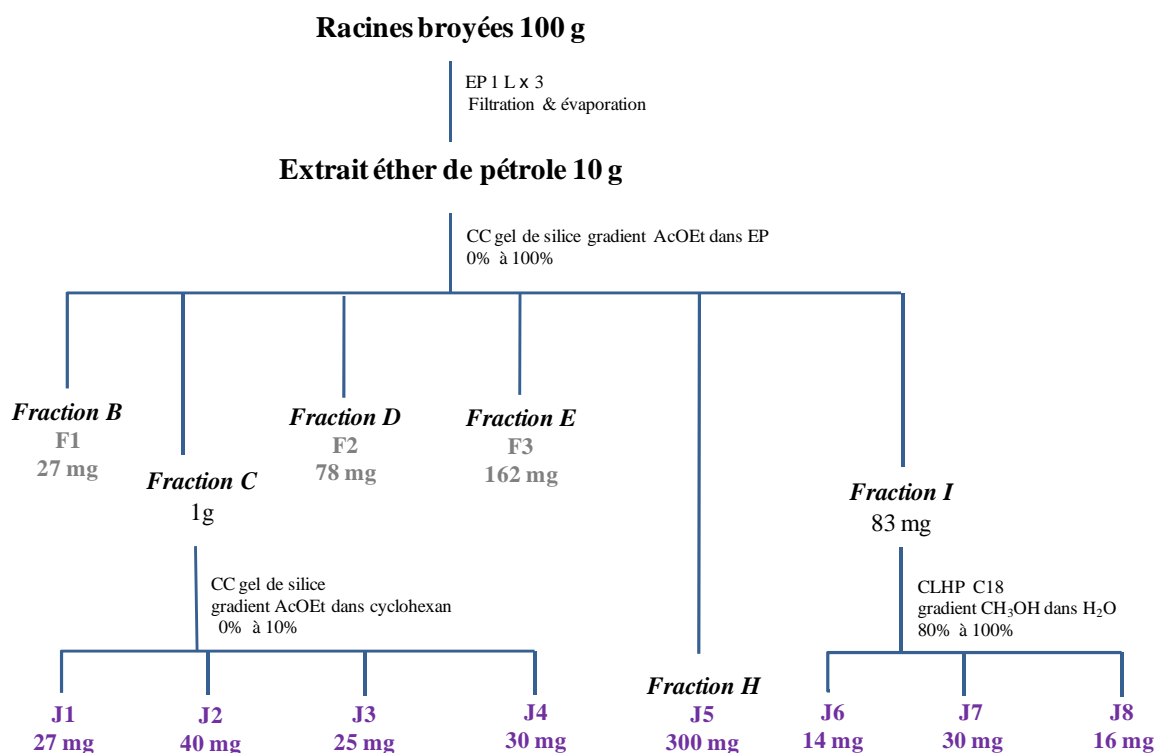 Racines broyées 100 g
EP 1 L x 3
Filtration & évaporation
Extrait éther de pétrole 10 g
CC gel de silice gradient AcOEt dans EP
0% à 100%
Fraction B
F1
27 mg
Fraction C
1g
Fraction D
F2
78 mg
Fraction E
F3
162 mg
Fraction I
83 mg
CC gel de silice
gradient AcOEt dans cyclohexan
0% à 10%
CLHP C18
gradient CH₃OH dans H₂O
80% à 100%
Fraction H
J1
27 mg
J2
40 mg
J3
25 mg
J4
30 mg
J5
300 mg
J6
14 mg
J7
30 mg
J8
16 mg